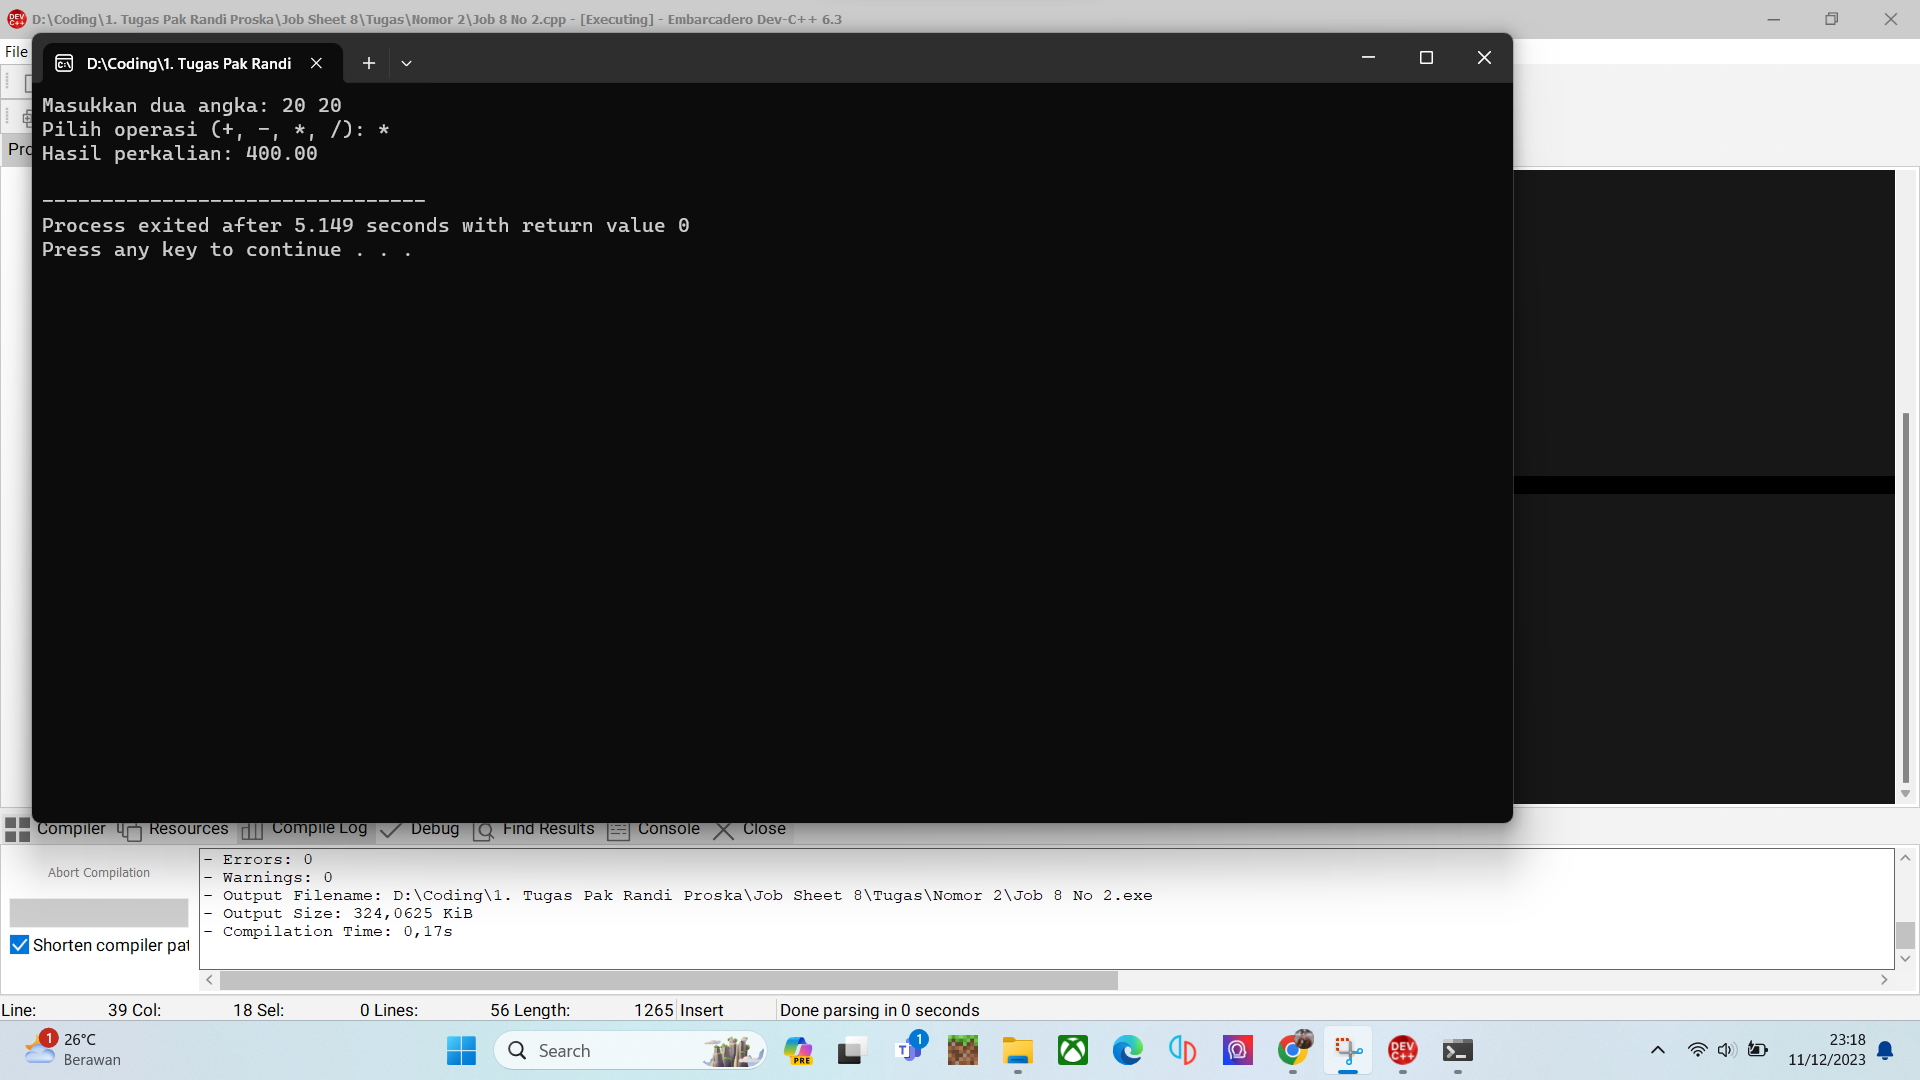 D:\Coding\1. Tugas Pak Randi Proska\Job Sheet 8\Tugas\Nomor 2\Job 8 No 2.cpp - [Executing] - Embarcadero Dev-C++ 6.3
File
D:\Coding\1. Tugas Pak Randi
Masukkan dua angka: 20 20
Pilih operasi (+, -, *, /): *
Pro
Hasil perkalian: 400.00
--------------------------------
Process exited after 5.149 seconds with return value 0
Press any key to continue . . .
Compiler Resources Compile Log Debug Find Results Console Close
Abort Compilation
Shorten compiler pat
- Errors: 0
- Warnings: 0
- Output Filename: D:\Coding\1. Tugas Pak Randi Proska\Job Sheet 8\Tugas\Nomor 2\Job 8 No 2.exe
- Output Size: 324,0625 KiB
- Compilation Time: 0,17s
Line: 39 Col: 18 Sel: 0 Lines: 56 Length: 1265 Insert Done parsing in 0 seconds
1
26°C
Berawan
Search
PRE
T
1
DEV
C++
23:18
11/12/2023